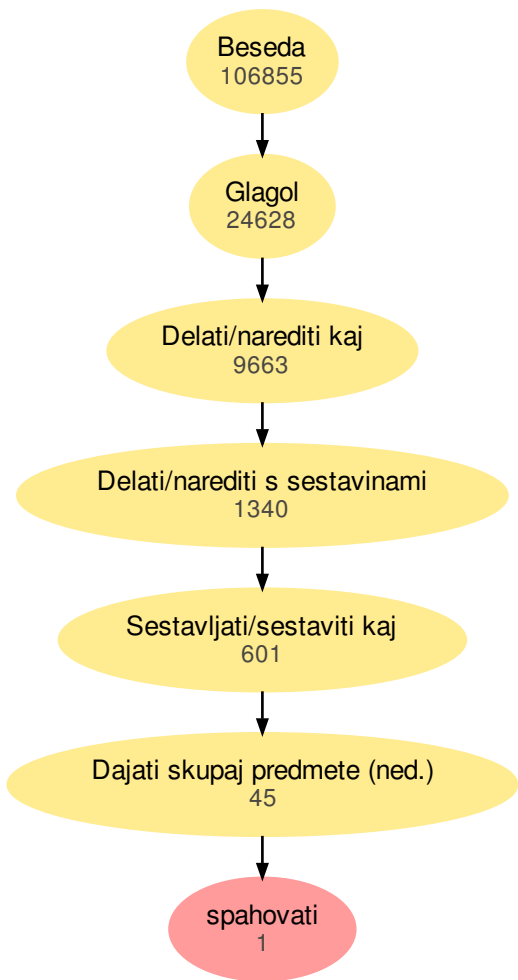 Beseda
106855
Glagol
24628
Delati/narediti kaj
9663
Delati/narediti s sestavinami
1340
Sestavljati/sestaviti kaj
601
Dajati skupaj predmete (ned.)
45
spahovati
1